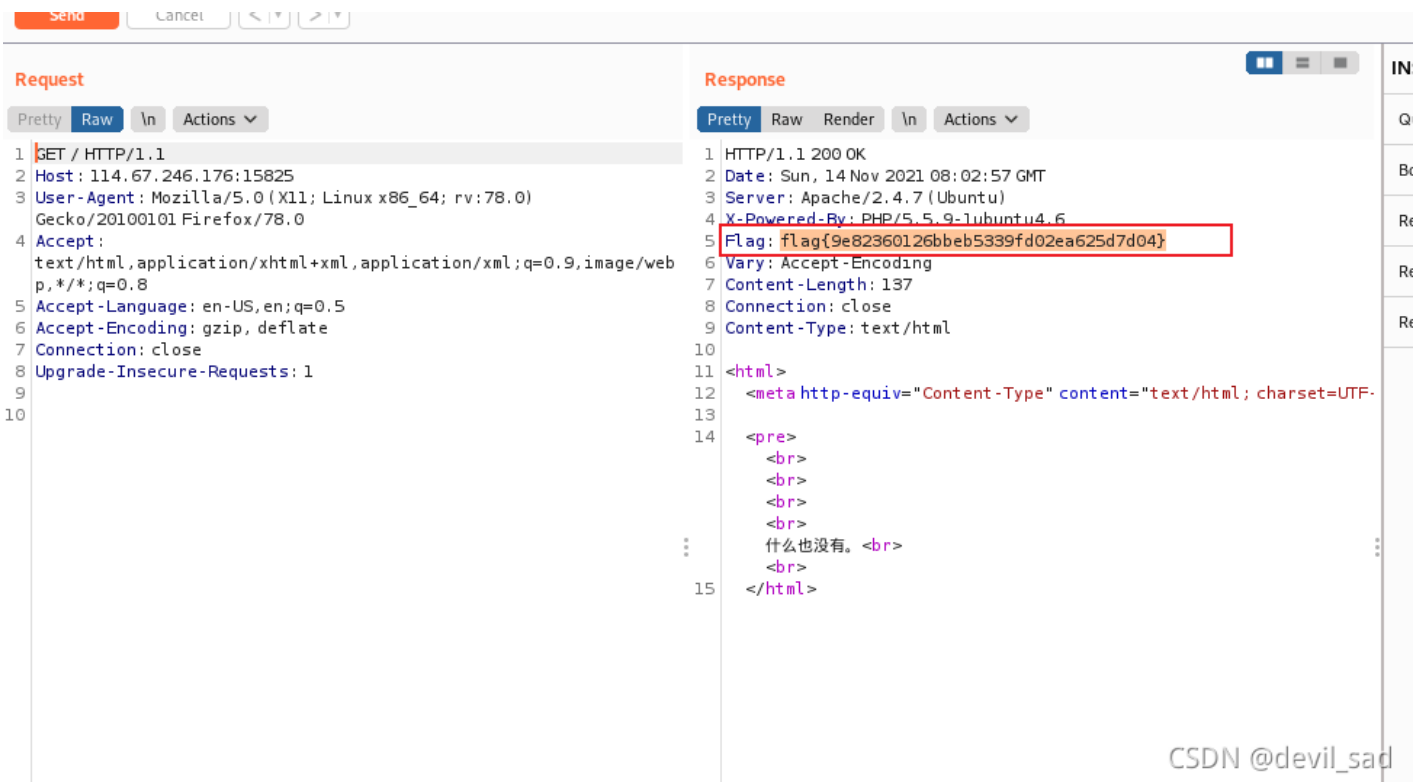 Send
Cancel
< | ▾
> | ▾
Request
Pretty Raw \n Actions
1 GET / HTTP/1.1
2 Host: 114.67.246.176:15825
3 User-Agent: Mozilla/5.0 (X11; Linux x86_64; rv:78.0)
Gecko/20100101 Firefox/78.0
4 Accept:
text/html,application/xhtml+xml,application/xml;q=0.9,image/web
p,*/*;q=0.8
5 Accept-Language: en-US,en;q=0.5
6 Accept-Encoding: gzip, deflate
7 Connection: close
8 Upgrade-Insecure-Requests: 1
9
10
Response
Pretty Raw Render \n Actions
1 HTTP/1.1 200 OK
2 Date: Sun, 14 Nov 2021 08:02:57 GMT
3 Server: Apache/2.4.7 (Ubuntu)
4 X-Powered-By: PHP/5.5.9-1ubuntu4.6
5 Flag: flag{9e82360126bbeb5339fd02ea625d7d04}
6 Vary: Accept-Encoding
7 Content-Length: 137
8 Connection: close
9 Content-Type: text/html
10
11 <html>
12 <meta http-equiv="Content-Type" content="text/html; charset=UTF-
13
14 <pre>
<br>
<br>
<br>
<br>
什么也没有。<br>
<br>
15 </html>
CSDN @devil_sad